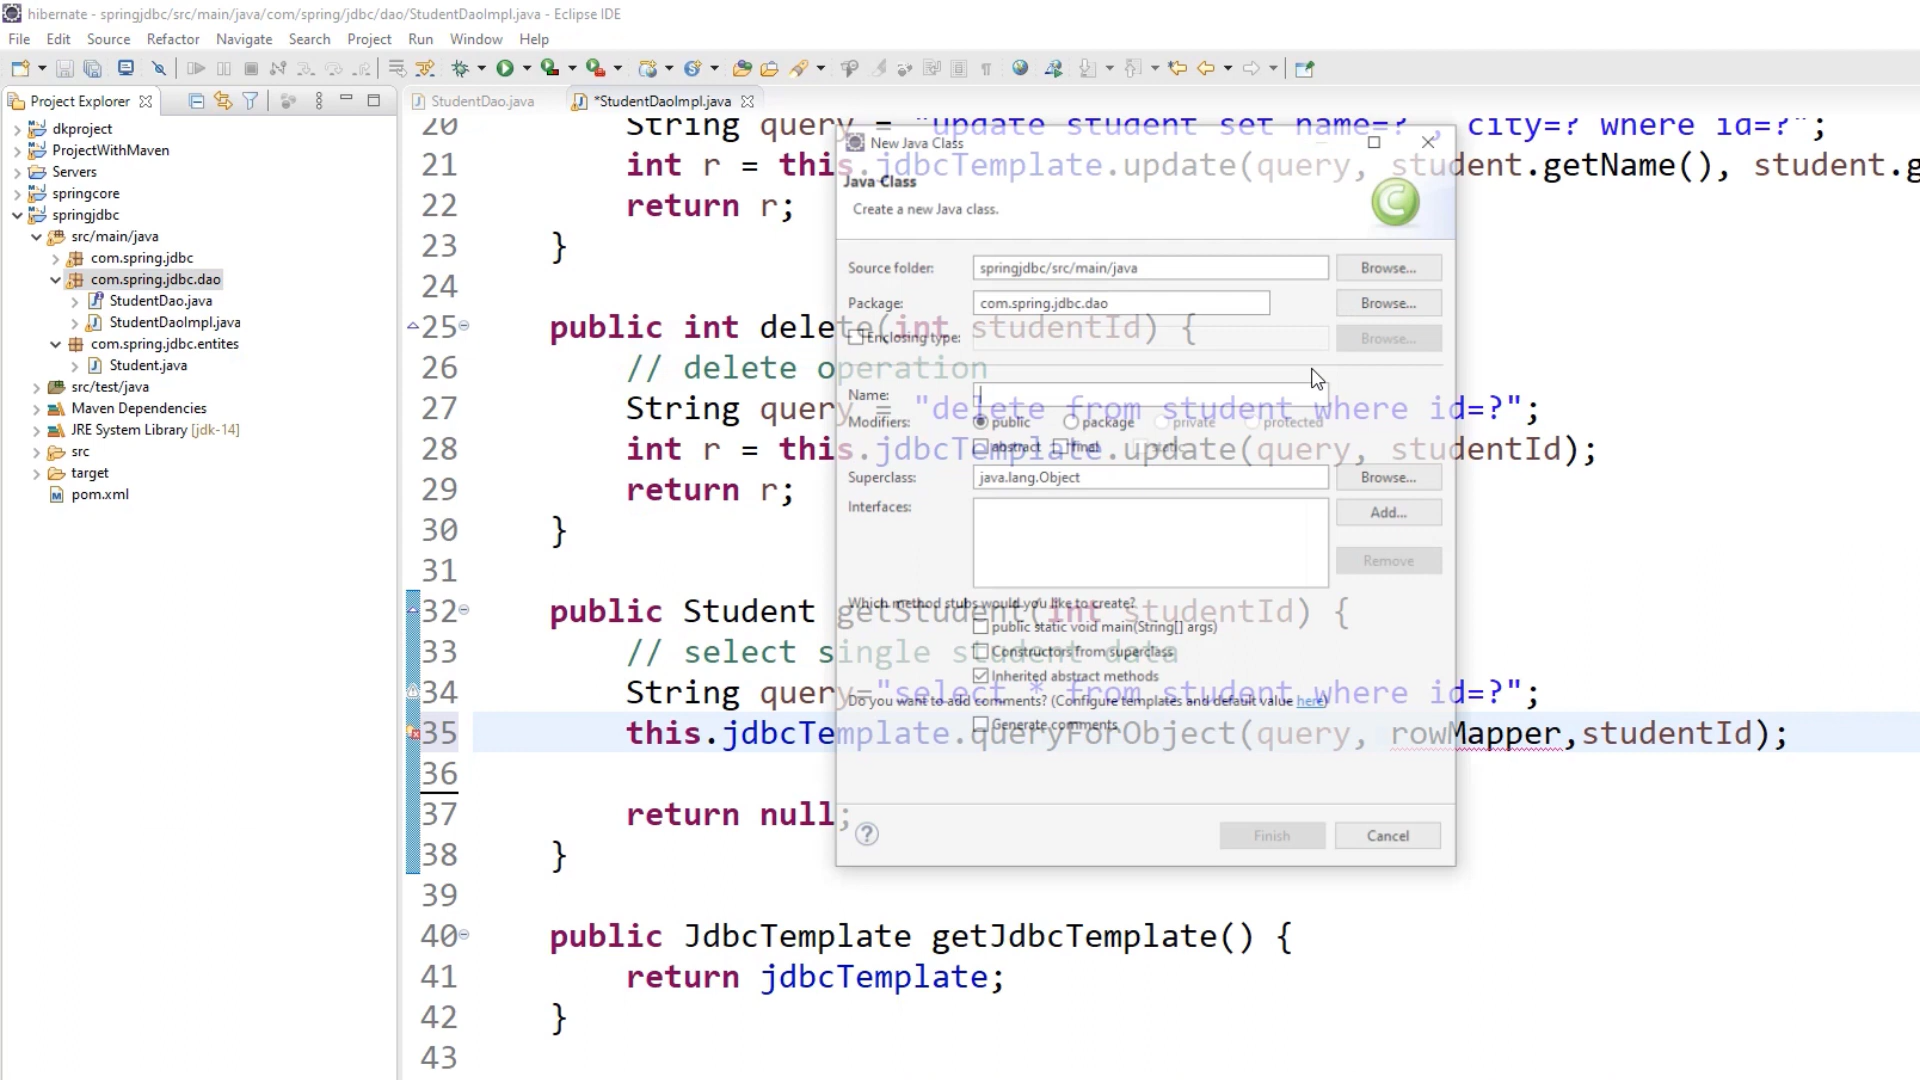 hibernate - springjdbc/src/main/java/com/spring/jdbc/dao/StudentDaoImpl.java - Eclipse IDE
File Edit Source Refactor Navigate Search Project Run Window Help
Project Explorer
StudentDao.java
*StudentDaoImpl.java
dkproject
ProjectWithMaven
Servers
springcore
springjdbc
src/main/java
com.spring.jdbc
com.spring.jdbc.dao
StudentDao.java
StudentDaoImpl.java
com.spring.jdbc.entites
Student.java
src/test/java
Maven Dependencies
JRE System Library [jdk-14]
src
target
pom.xml
20 String query = "update student set name=? , city=? where id=?";
21 int r = this.jdbcTemplate.update(query, student.getName(), student.g
22 return r;
23 }
24
25 public int delete(int studentId) {
26 // delete operation
27 String query = "delete from student where id=?";
28 int r = this.jdbcTemplate.update(query, studentId);
29 return r;
30 }
31
32 public Student getStudent(int studentId) {
33 // select single student data
34 String query="select * from student where id=?";
35 this.jdbcTemplate.queryForObject(query, rowMapper,studentId);
36
37 return null;
38 }
39
40 public JdbcTemplate getJdbcTemplate() {
41 return jdbcTemplate;
42 }
43
New Java Class
Java Class
Create a new Java class.
Source folder: springjdbc/src/main/java Browse...
Package: com.spring.jdbc.dao Browse...
Enclosing type: Browse...
Name:
Modifiers: public package private protected
abstract final static
Superclass: java.lang.Object Browse...
Interfaces: Add...
Remove
Which method stubs would you like to create?
public static void main(String[] args)
Constructors from superclass
Inherited abstract methods
Do you want to add comments? (Configure templates and default value here)
Generate comments
Finish Cancel